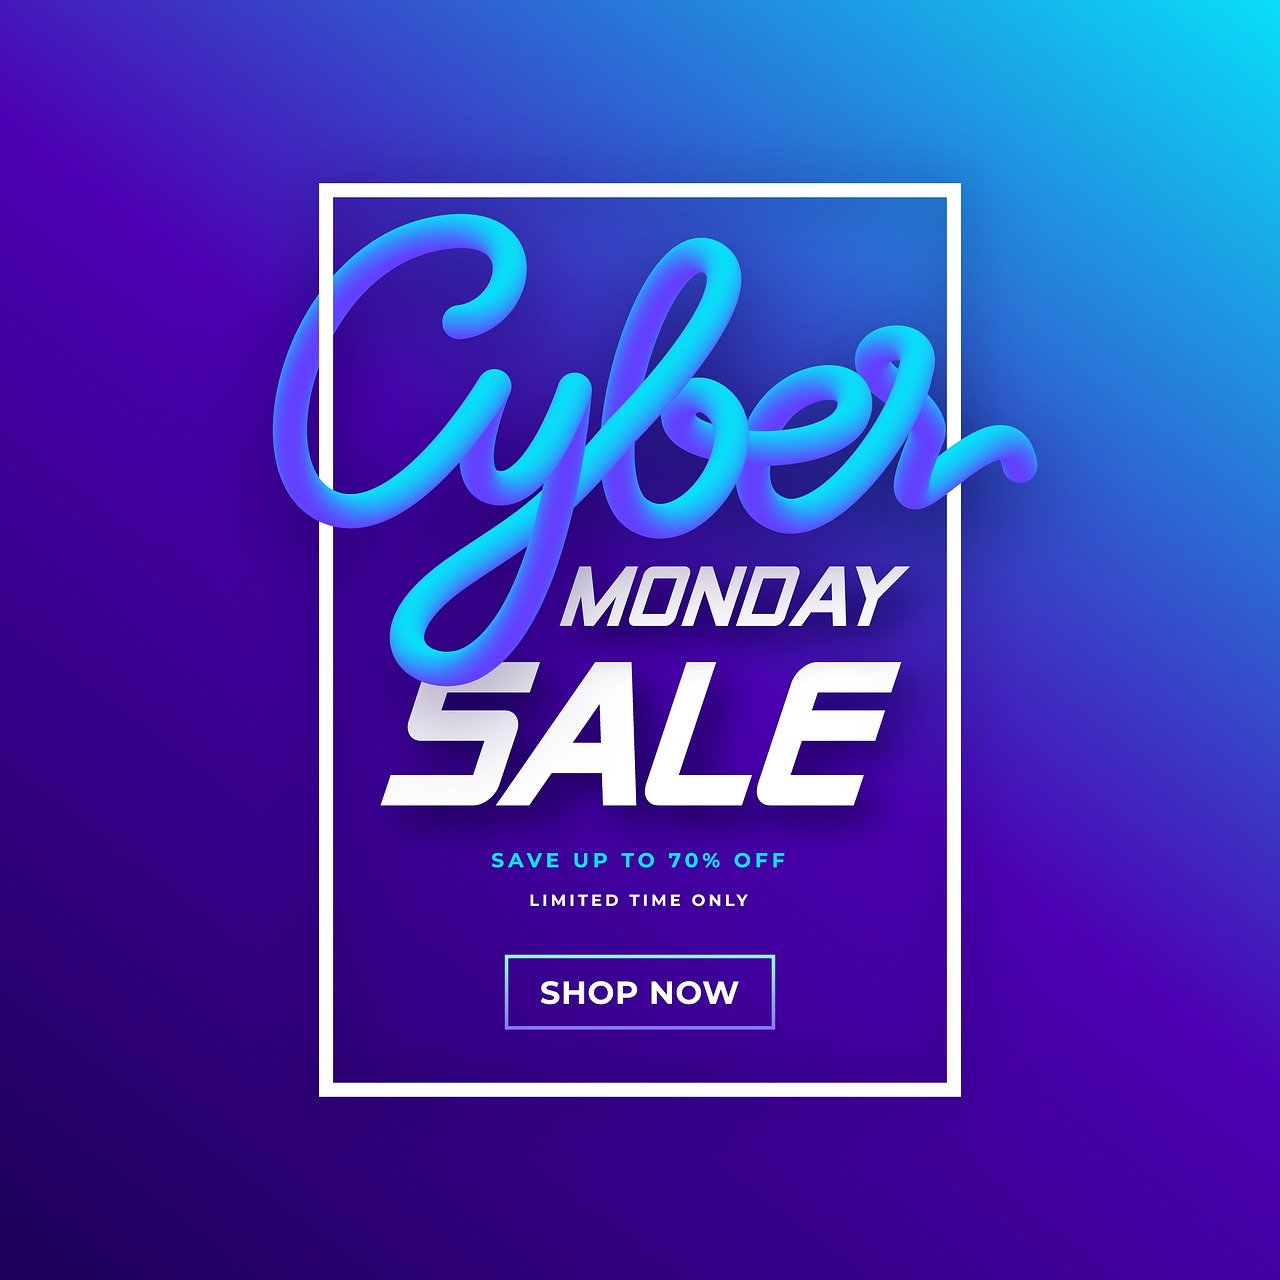 Cyber
MONDAY
SALE
SAVE UP TO 70% OFF
LIMITED TIME ONLY
SHOP NOW